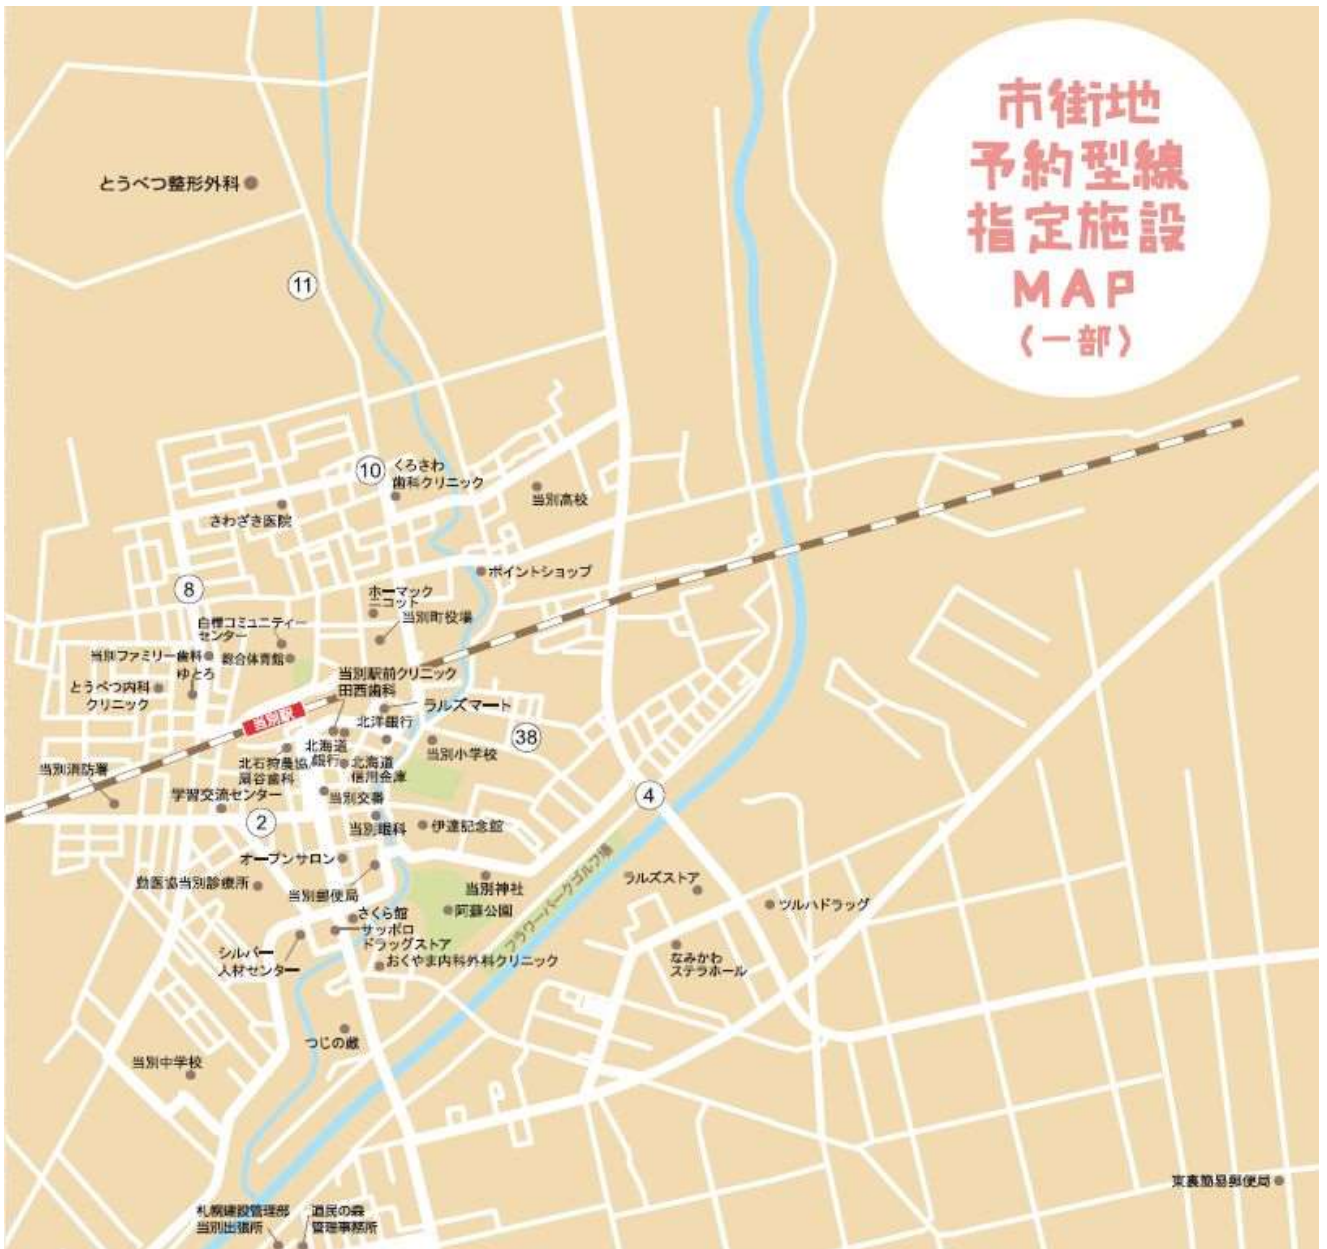 市街地
予約型線
指定施設
MAP
(一部)
とうべつ整形外科
11
10
くろさわ
歯科クリニック
当別高校
さわざき医院
ポイントショップ
8
ホーマック
ニコット
当別町役場
白樺コミュニティー
センター
当別ファミリー歯科
総合体育館
ゆとろ
とうべつ内科
クリニック
当別駅前クリニック
田西歯科
ラルズマート
当別駅
北洋銀行
38
北海道
銀行
当別小学校
北石狩農協
北海道
信用金庫
当別消防署
学習交流センター
当別交番
4
2
当別眼科
伊達記念館
オープンサロン
勤医協当別診療所
当別郵便局
当別神社
阿蘇公園
フラワーパークゴルフ場
ラルズストア
ツルハドラッグ
さくら館
サッポロ
ドラッグストア
シルバー
人材センター
おくやま内科外科クリニック
なみかわ
ステラホール
つじの蔵
当別中学校
東裏簡易郵便局
札幌建設管理部
当別出張所
道民の森
管理事務所